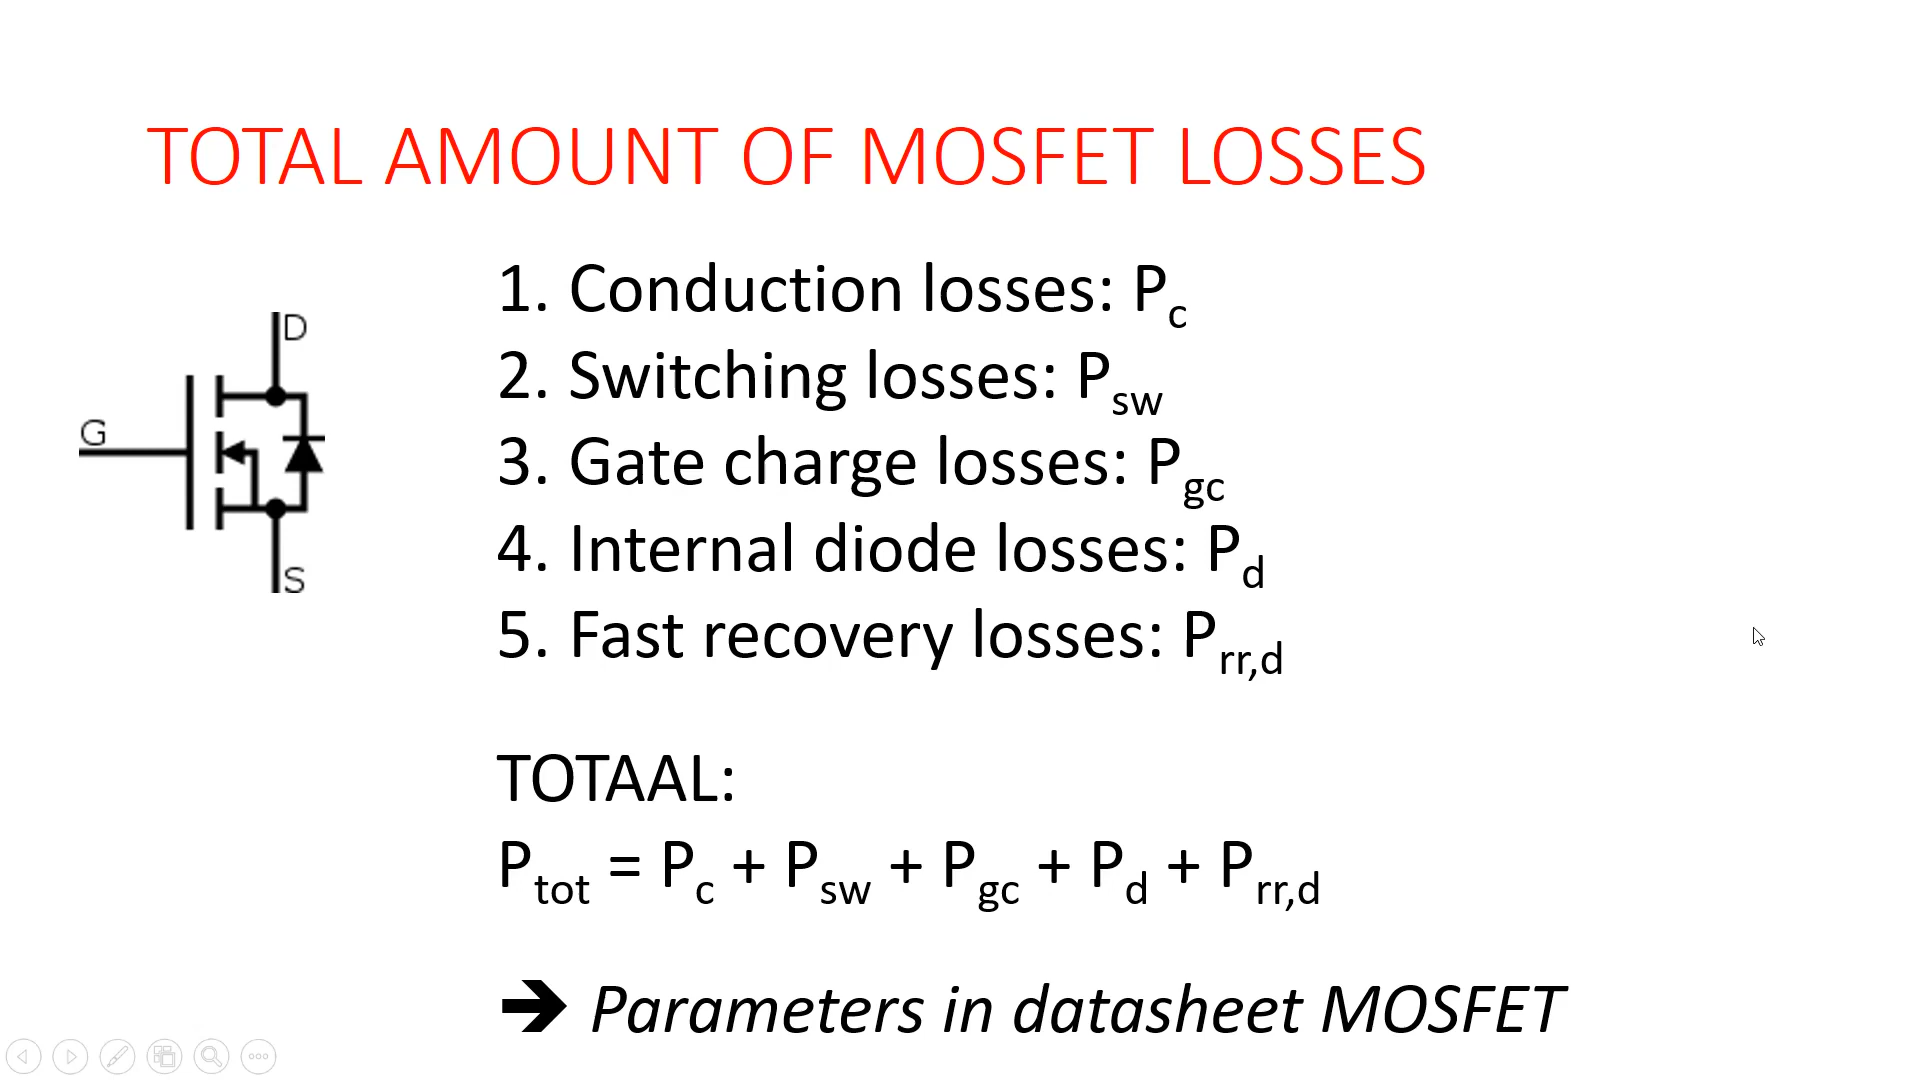 TOTAL AMOUNT OF MOSFET LOSSES
D
G
S
1. Conduction losses: Pc
2. Switching losses: Psw
3. Gate charge losses: Pgc
4. Internal diode losses: Pd
5. Fast recovery losses: Prr,d
TOTAAL:
Ptot = Pc + Psw + Pgc + Pd + Prr,d
➔ Parameters in datasheet MOSFET